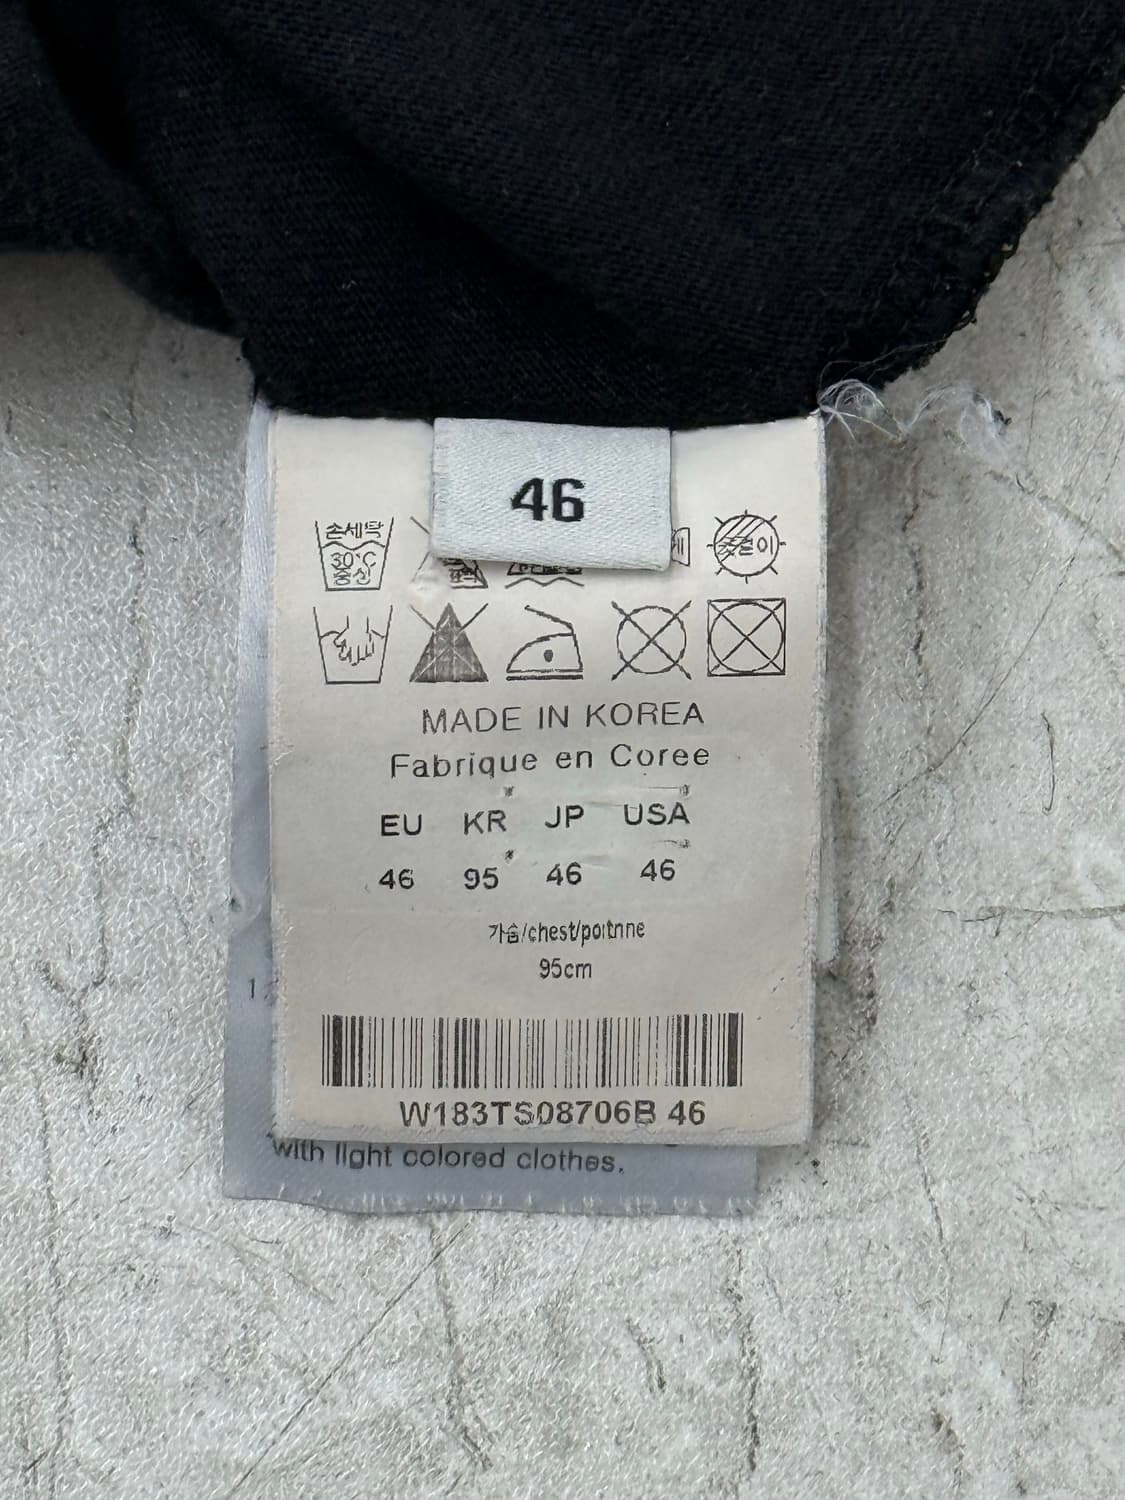 46
손세탁
30°C
중성
MADE IN KOREA
Fabrique en Coree
EU KR JP USA
46 95 46 46
가슴/chest/poitnne
95cm
W183TS08706B 46
with light colored clothes,